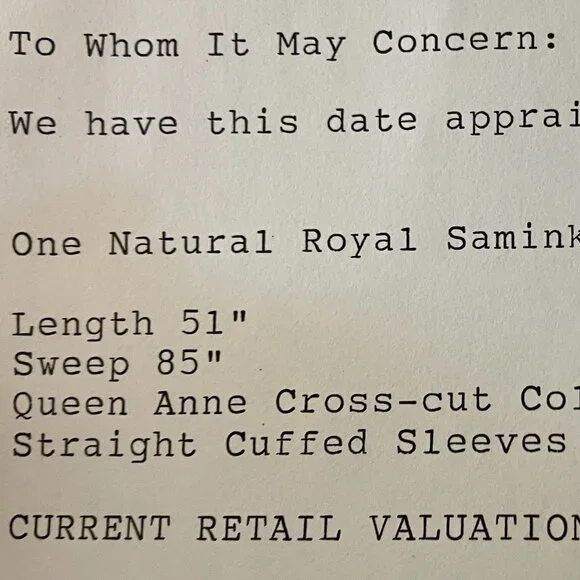 To Whom It May Concern:
We have this date apprai
One Natural Royal Samink
Length 51"
Sweep 85"
Queen Anne Cross-cut Col
Straight Cuffed Sleeves
CURRENT RETAIL VALUATION